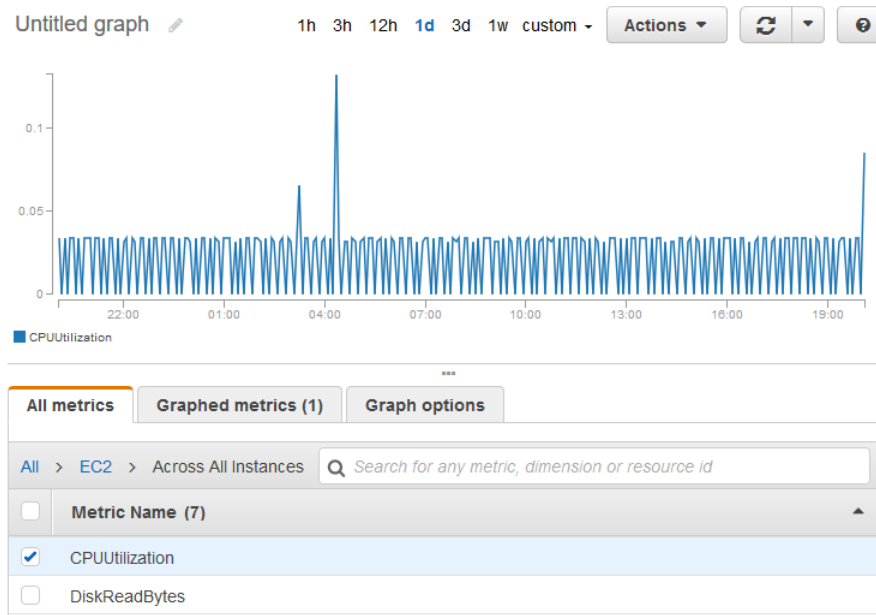 Untitled graph 1h 3h 12h 1d 3d 1w custom Actions
0.1
0.05
0
22:00 01:00 04:00 07:00 10:00 13:00 16:00 19:00
CPUUtilization
All metrics Graphed metrics (1) Graph options
All > EC2 > Across All Instances Search for any metric, dimension or resource id
Metric Name (7)
CPUUtilization
DiskReadBytes